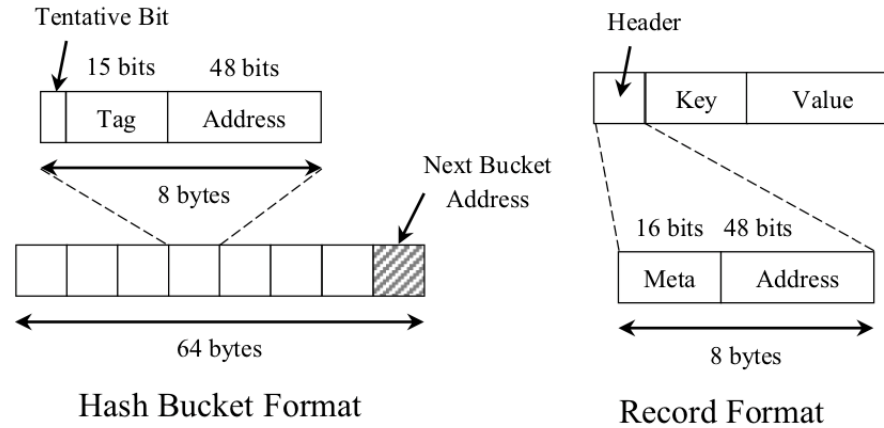 Tentative Bit
15 bits 48 bits
Tag Address
8 bytes
Next Bucket
Address
64 bytes
Hash Bucket Format
Header
Key Value
16 bits 48 bits
Meta Address
8 bytes
Record Format